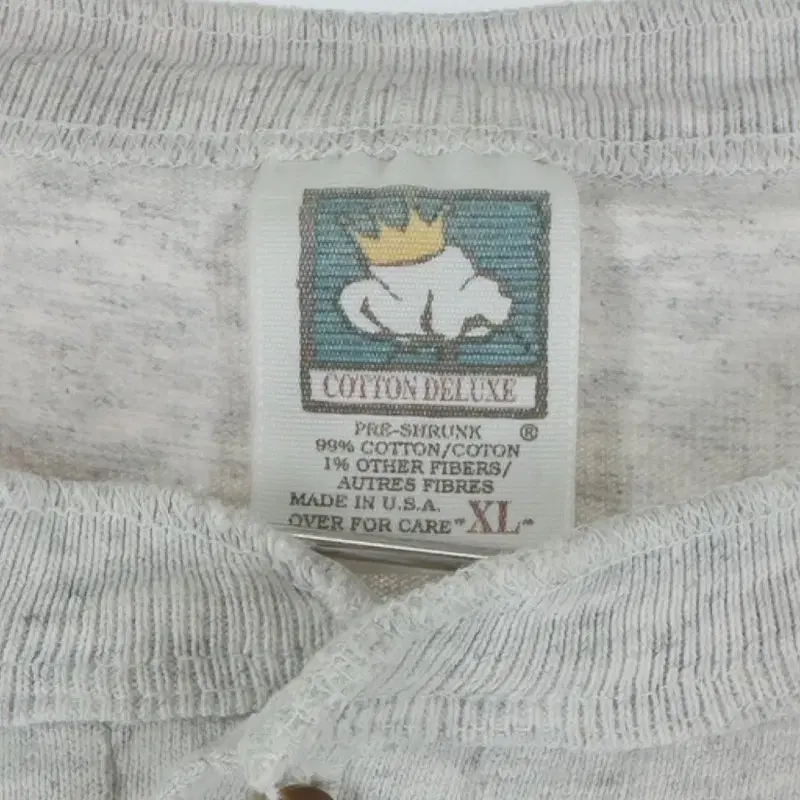 COTTON DELUXE
PRE-SHRUNK ®
99% COTTON/COTON
1% OTHER FIBERS/
AUTRES FIBRES
MADE IN U.S.A.
OVER FOR CARE "XL"